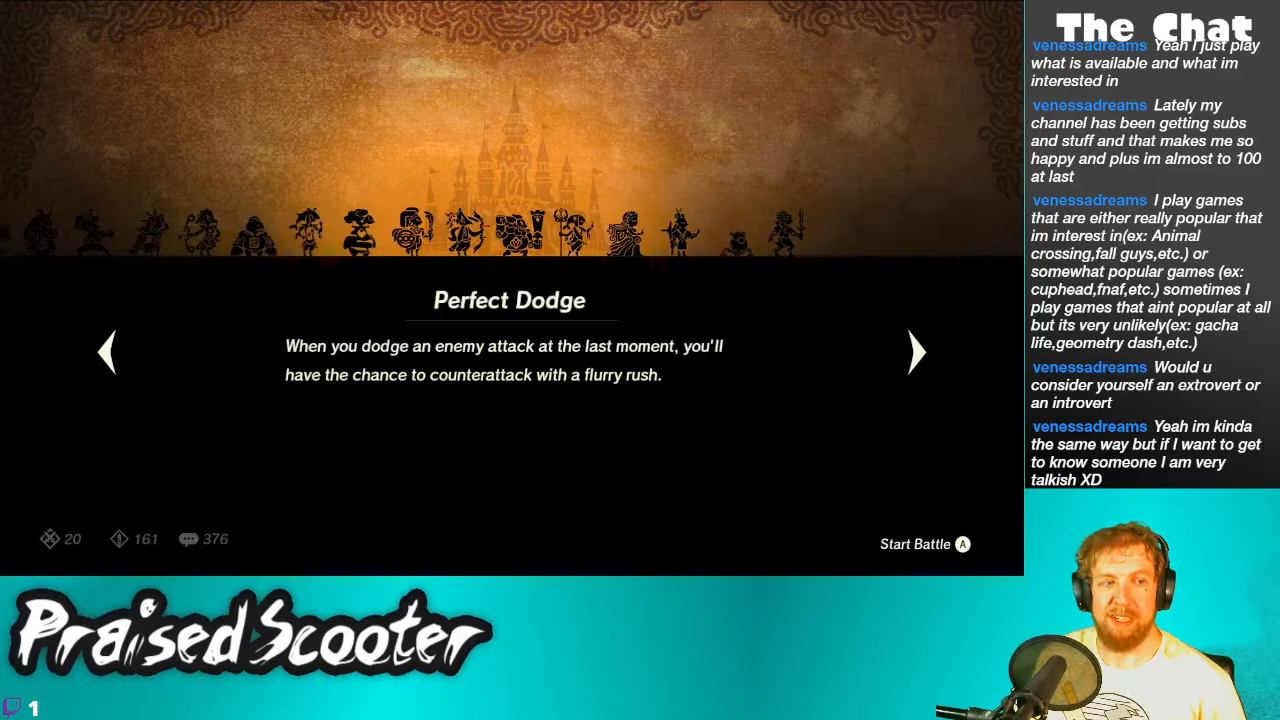 The Chat
venessadreams Yeah I just play
what is available and what im
interested in
venessadreams Lately my
channel has been getting subs
and stuff and that makes me so
happy and plus im almost to 100
at last
venessadreams I play games
that are either really popular that
im interest in(ex: Animal
crossing,fall guys,etc.) or
somewhat popular games (ex:
cuphead,fnaf,etc.) sometimes I
play games that aint popular at all
but its very unlikely(ex: gacha
life,geometry dash,etc.)
venessadreams Would u
consider yourself an extrovert or
an introvert
venessadreams Yeah im kinda
the same way but if I want to get
to know someone I am very
talkish XD
Perfect Dodge
When you dodge an enemy attack at the last moment, you'll
have the chance to counterattack with a flurry rush.
20 161 376
Start Battle A
PraisedScooter
1